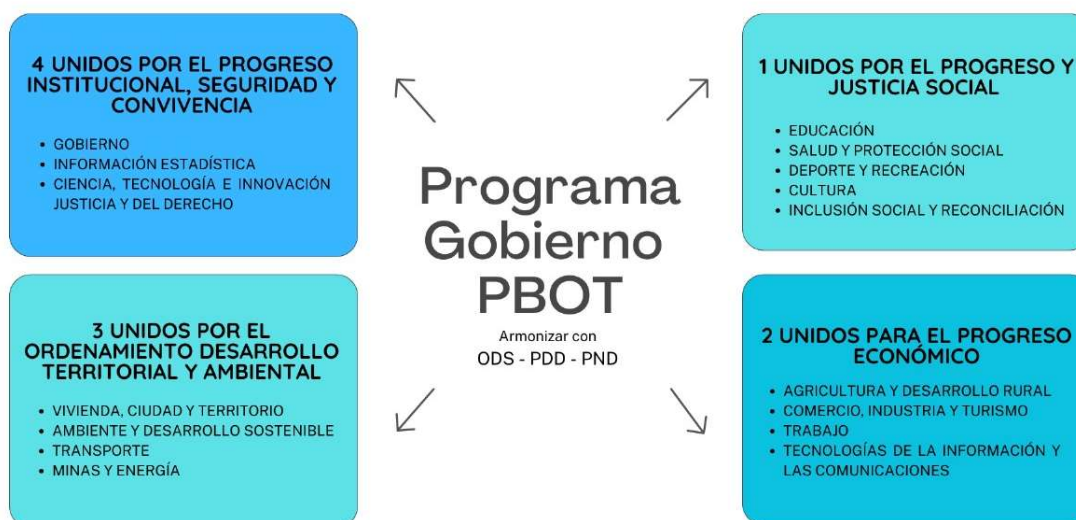 4 UNIDOS POR EL PROGRESO
INSTITUCIONAL, SEGURIDAD Y
CONVIVENCIA
• GOBIERNO
• INFORMACIÓN ESTADÍSTICA
• CIENCIA, TECNOLOGÍA E INNOVACIÓN
JUSTICIA Y DEL DERECHO
1 UNIDOS POR EL PROGRESO Y
JUSTICIA SOCIAL
• EDUCACIÓN
• SALUD Y PROTECCIÓN SOCIAL
• DEPORTE Y RECREACIÓN
• CULTURA
• INCLUSIÓN SOCIAL Y RECONCILIACIÓN
Programa
Gobierno
PBOT
Armonizar con
ODS - PDD - PND
3 UNIDOS POR EL
ORDENAMIENTO DESARROLLO
TERRITORIAL Y AMBIENTAL
• VIVIENDA, CIUDAD Y TERRITORIO
• AMBIENTE Y DESARROLLO SOSTENIBLE
• TRANSPORTE
• MINAS Y ENERGÍA
2 UNIDOS PARA EL PROGRESO
ECONÓMICO
• AGRICULTURA Y DESARROLLO RURAL
• COMERCIO, INDUSTRIA Y TURISMO
• TRABAJO
• TECNOLOGÍAS DE LA INFORMACIÓN Y
LAS COMUNICACIONES